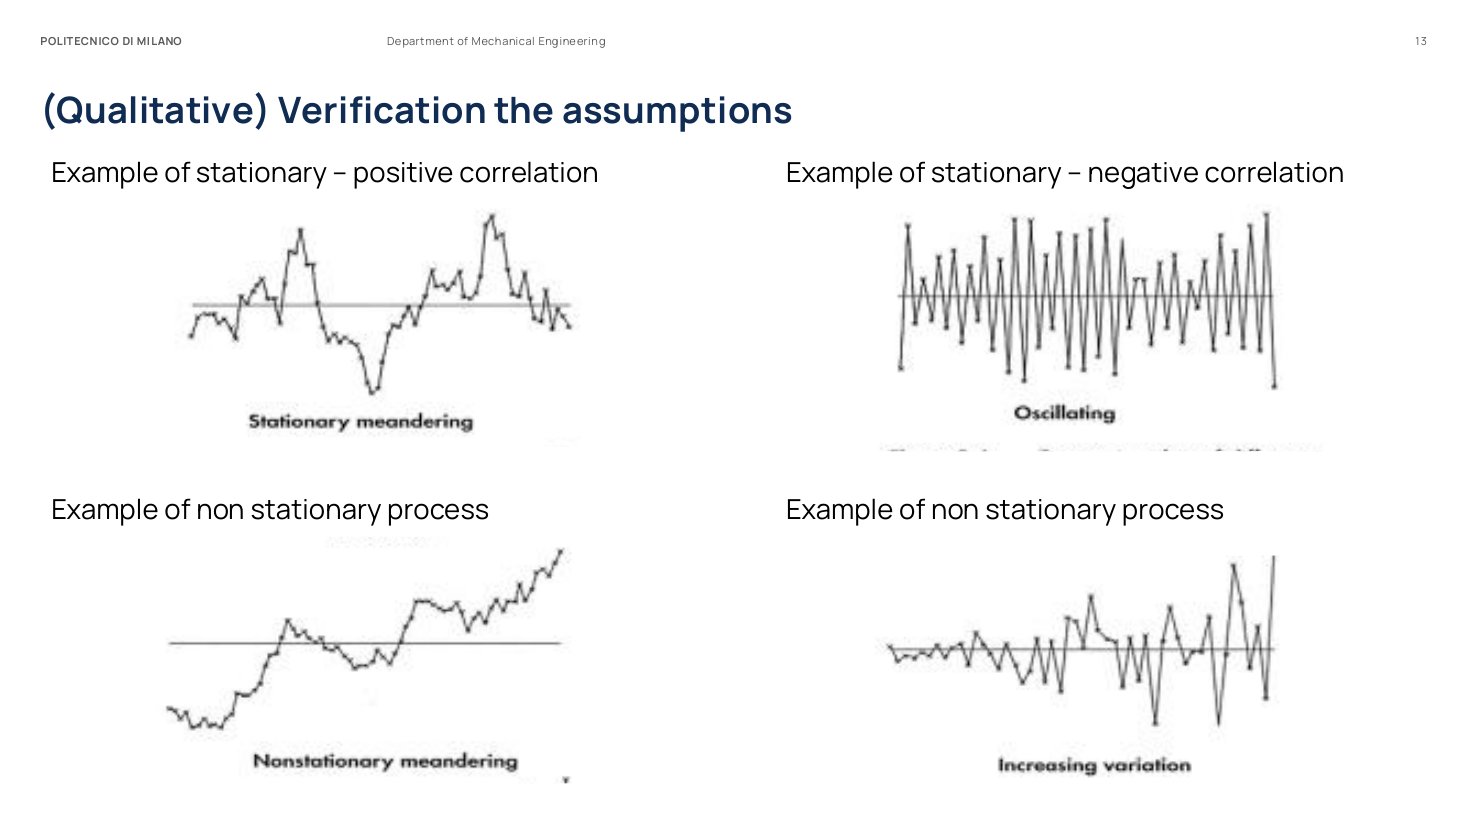 POLITECNICO DI MILANO
Department of Mechanical Engineering
13
(Qualitative) Verification the assumptions
Example of stationary – positive correlation
Example of stationary – negative correlation
Stationary meandering
Oscillating
Example of non stationary process
Example of non stationary process
Nonstationary meandering
Increasing variation